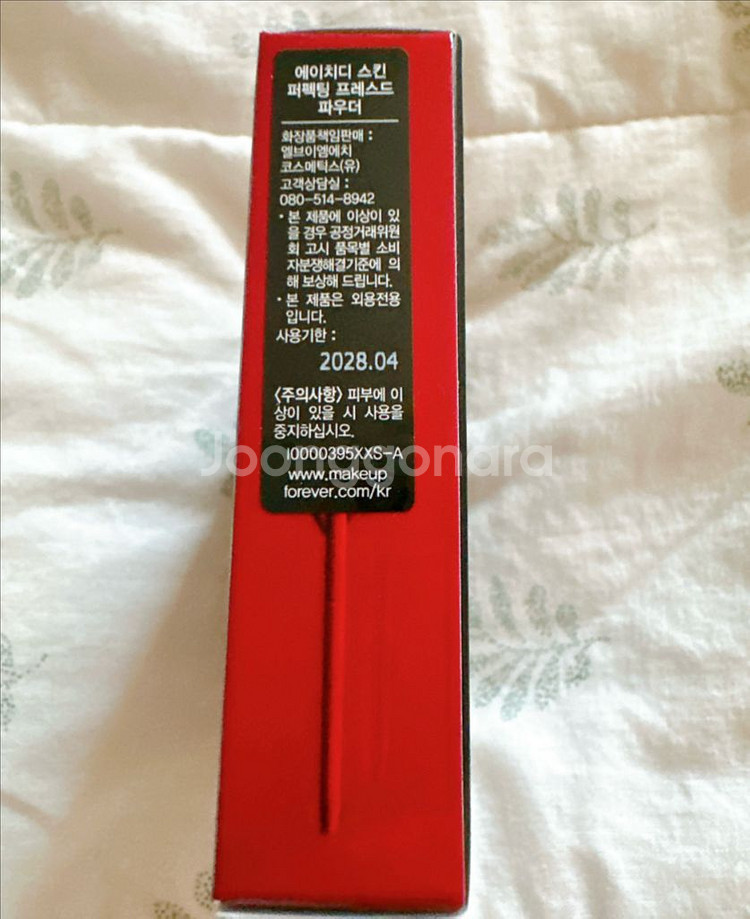 에이치디 스킨
퍼펙팅 프레스드
파우더
화장품책임판매 :
엘브이엠에치
코스메틱스(유)
고객상담실 :
080-514-8942
• 본 제품에 이상이 있
을 경우 공정거래위원
회 고시 품목별 소비
자분쟁해결기준에 의
해 보상해 드립니다.
• 본 제품은 외용전용
입니다.
사용기한 :
2028.04
〈주의사항〉 피부에 이
상이 있을 시 사용을
중지하십시오.
I0000395XXS-A
www.makeup
forever.com/kr
Joonggonara